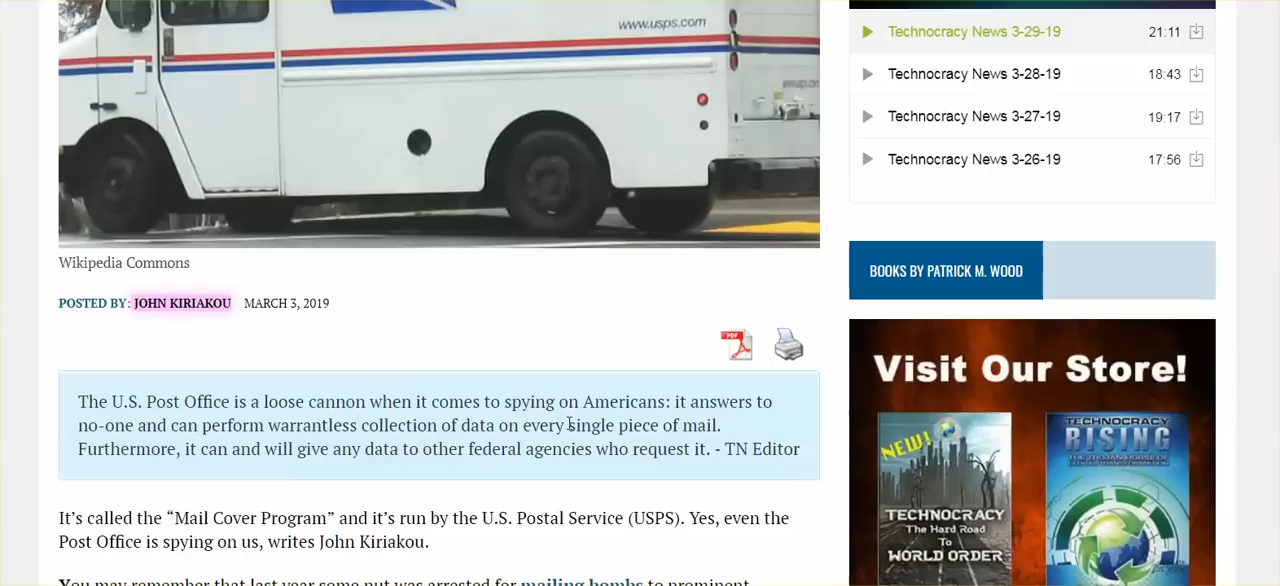 www.usps.com
Wikipedia Commons
POSTED BY: JOHN KIRIAKOU MARCH 3, 2019
The U.S. Post Office is a loose cannon when it comes to spying on Americans: it answers to
no-one and can perform warrantless collection of data on every single piece of mail.
Furthermore, it can and will give any data to other federal agencies who request it. - TN Editor
It’s called the “Mail Cover Program” and it’s run by the U.S. Postal Service (USPS). Yes, even the
Post Office is spying on us, writes John Kiriakou.
You may remember that last year some nut was arrested for mailing bombs to prominent
Technocracy News 3-29-19 21:11
Technocracy News 3-28-19 18:43
Technocracy News 3-27-19 19:17
Technocracy News 3-26-19 17:56
BOOKS BY PATRICK M. WOOD
Visit Our Store!
NEW!
TECHNOCRACY
The Hard Road
To
WORLD ORDER
TECHNOCRACY
RISING
THE TROJAN HORSE OF
GLOBAL TRANSFORMATION
PDF